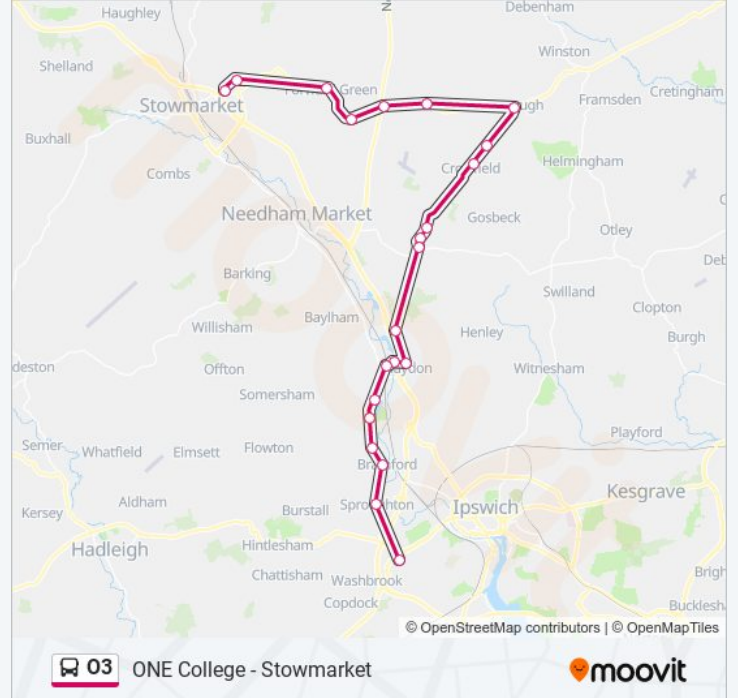 Haughley
Debenham
Winston
Shelland
Cretingham
Green
Framsden
Stowmarket
Buxhall
Helmingham
Combs
Needham Market
Gosbeck
Otley
Barking
Swilland
Baylham
Clopton
Willisham
Henley
Burgh
Offton
Witnesham
Somersham
Playford
Semer
Whatfield
Elmsett
Flowton
Kesgrave
Ipswich
Aldham
Kersey
Burstall
Hadleigh
Hintlesham
Chattisham
Washbrook
Copdock
© OpenStreetMap contributors | © OpenMapTiles
03
ONE College - Stowmarket
moovit